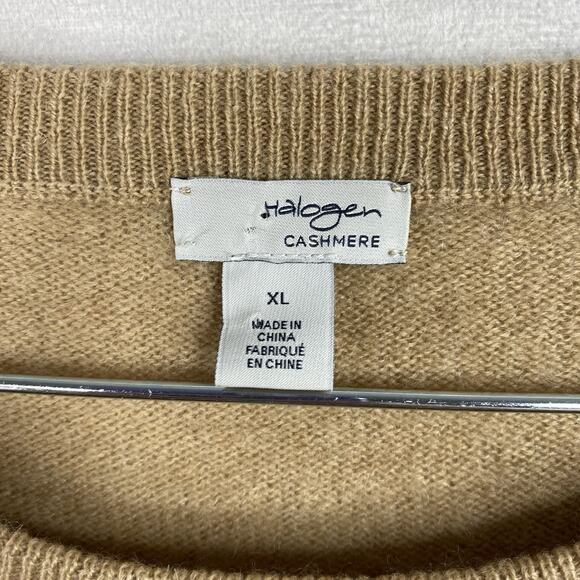 Halogen
CASHMERE
XL
MADE IN
CHINA
FABRIQUÉ
EN CHINE